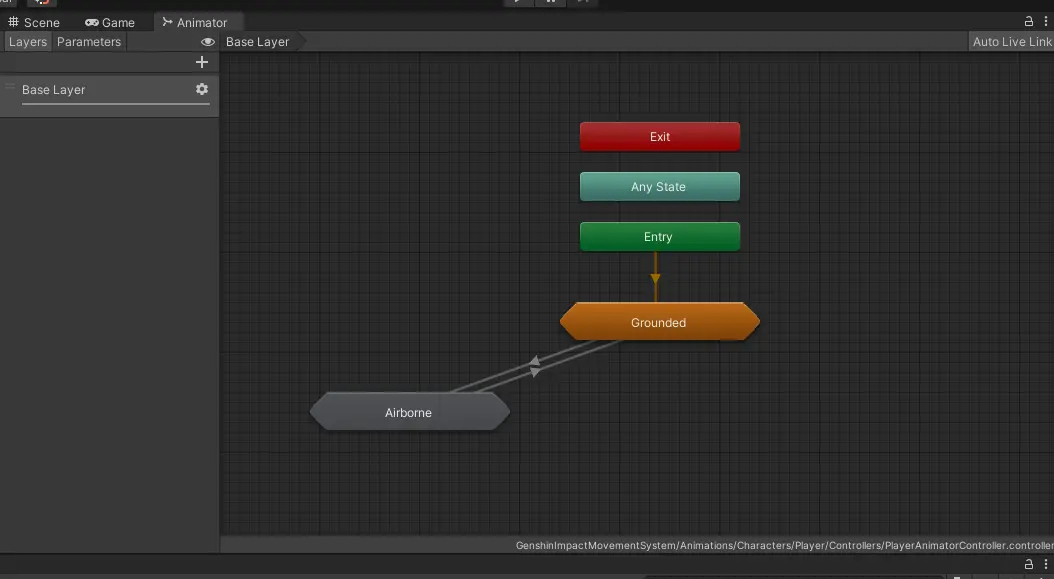 Scene Game Animator
Layers Parameters Base Layer Auto Live Link
Base Layer
Exit
Any State
Entry
Grounded
Airborne
GenshinImpactMovementSystem/Animations/Characters/Player/Controllers/PlayerAnimatorController.controller